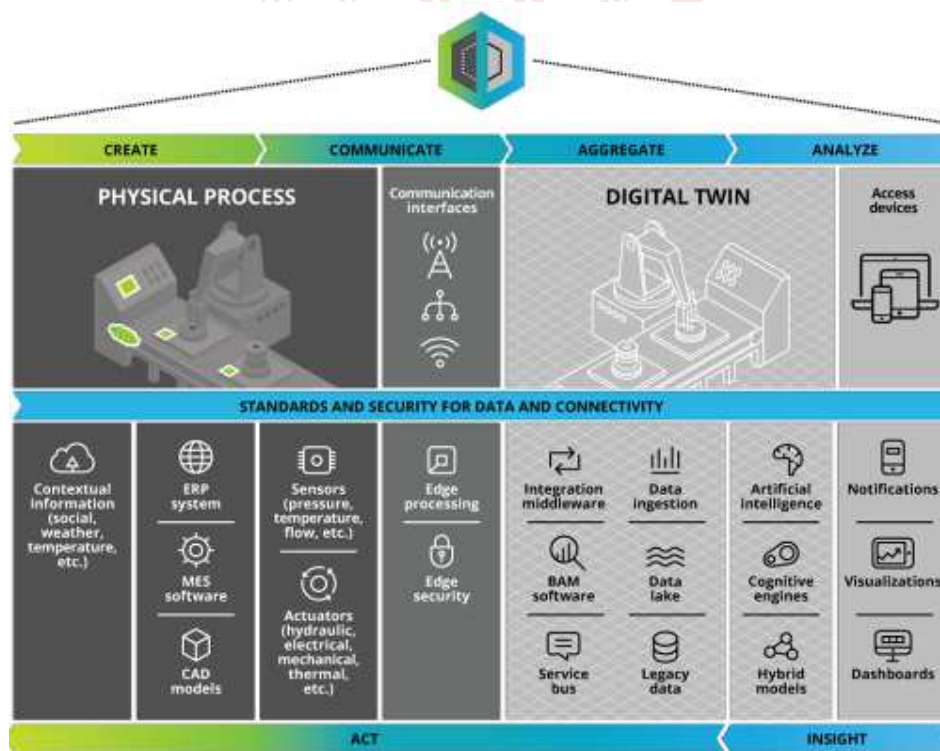 CREATE
COMMUNICATE
AGGREGATE
ANALYZE
PHYSICAL PROCESS
Communication
interfaces
DIGITAL TWIN
Access
devices
STANDARDS AND SECURITY FOR DATA AND CONNECTIVITY
Contextual
information
(social,
weather,
temperature,
etc.)
ERP
system
MES
software
CAD
models
Sensors
(pressure,
temperature,
flow, etc.)
Actuators
(hydraulic,
electrical,
mechanical,
thermal,
etc.)
Edge
processing
Edge
security
Integration
middleware
BAM
software
Service
bus
Data
ingestion
Data
lake
Legacy
data
Artificial
intelligence
Cognitive
engines
Hybrid
models
Notifications
Visualizations
Dashboards
ACT
INSIGHT